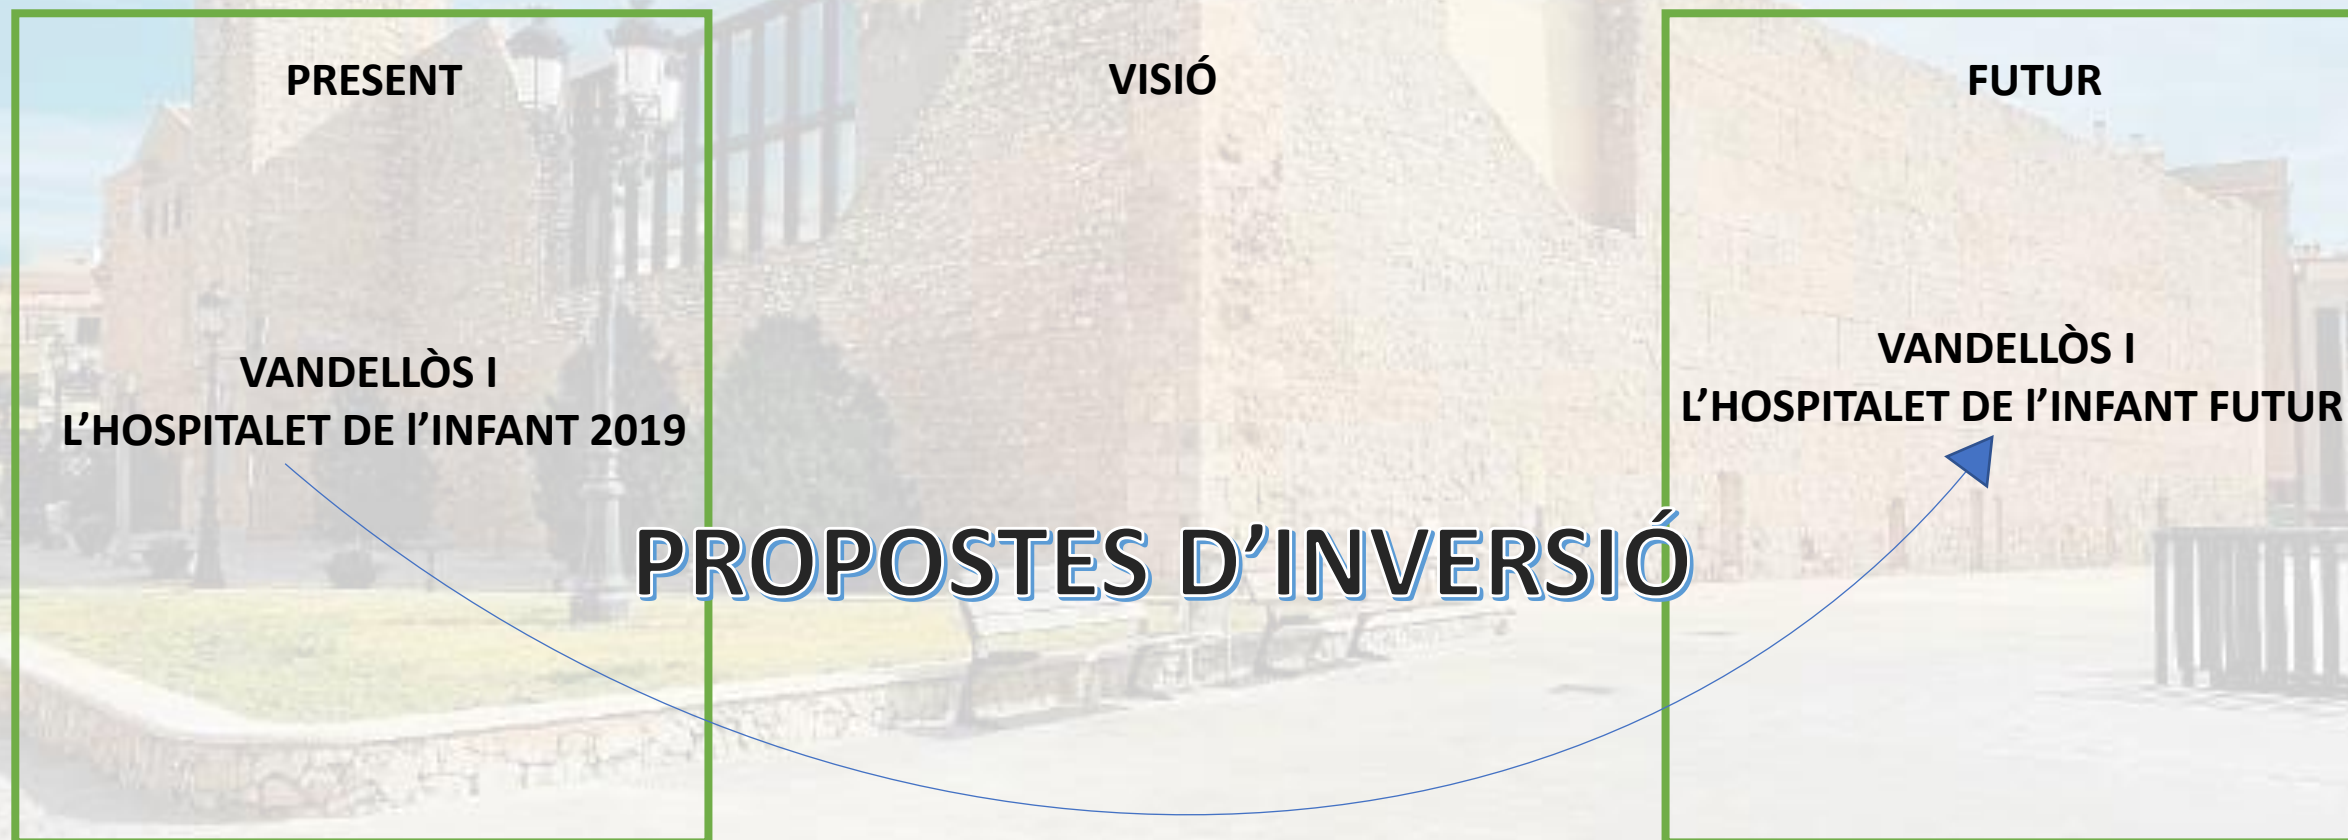 PRESENT
VISIÓ
FUTUR
VANDELLÒS I
L’HOSPITALET DE l’INFANT 2019
VANDELLÒS I
L’HOSPITALET DE l’INFANT FUTUR
PROPOSTES D’INVERSIÓ